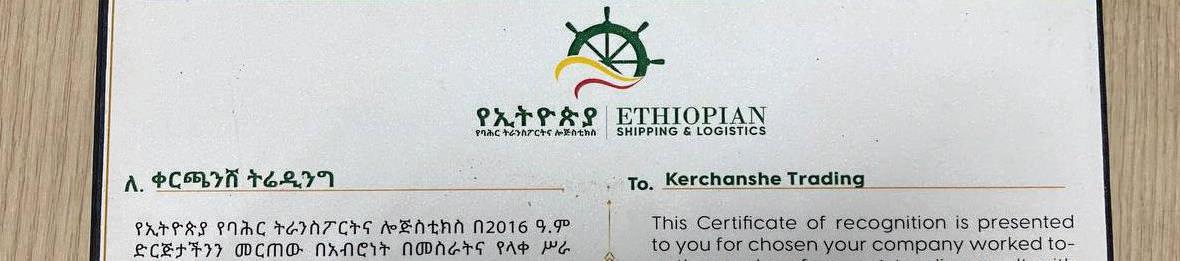 የኢትዮጵያ
የባሕር ትራንስፖርትና ሎጅስቲክስ
ETHIOPIAN
SHIPPING & LOGISTICS
ለ. ቀርጫንሼ ትሬዲንግ
የኢትዮጵያ የባሕር ትራንስፖርትና ሎጅስቲክስ በ2016 ዓ.ም
ድርጅታችንን መርጠው በአብሮነት በመስራትና የላቀ ሥራ
To. Kerchanshe Trading
This Certificate of recognition is presented
to you for chosen your company worked to-